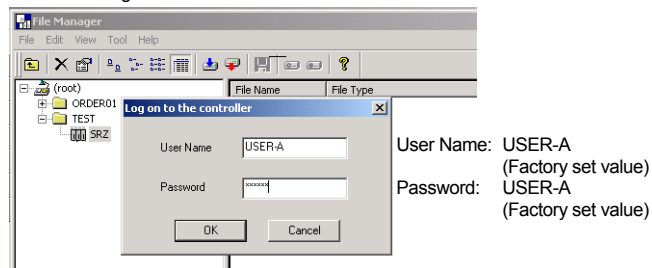 File Manager
File Edit View Tool Help
(root)
ORDER01
TEST
SRZ
File Name File Type
Log on to the controller
User Name USER-A
Password xxxxxx
OK Cancel
User Name: USER-A
(Factory set value)
Password: USER-A
(Factory set value)